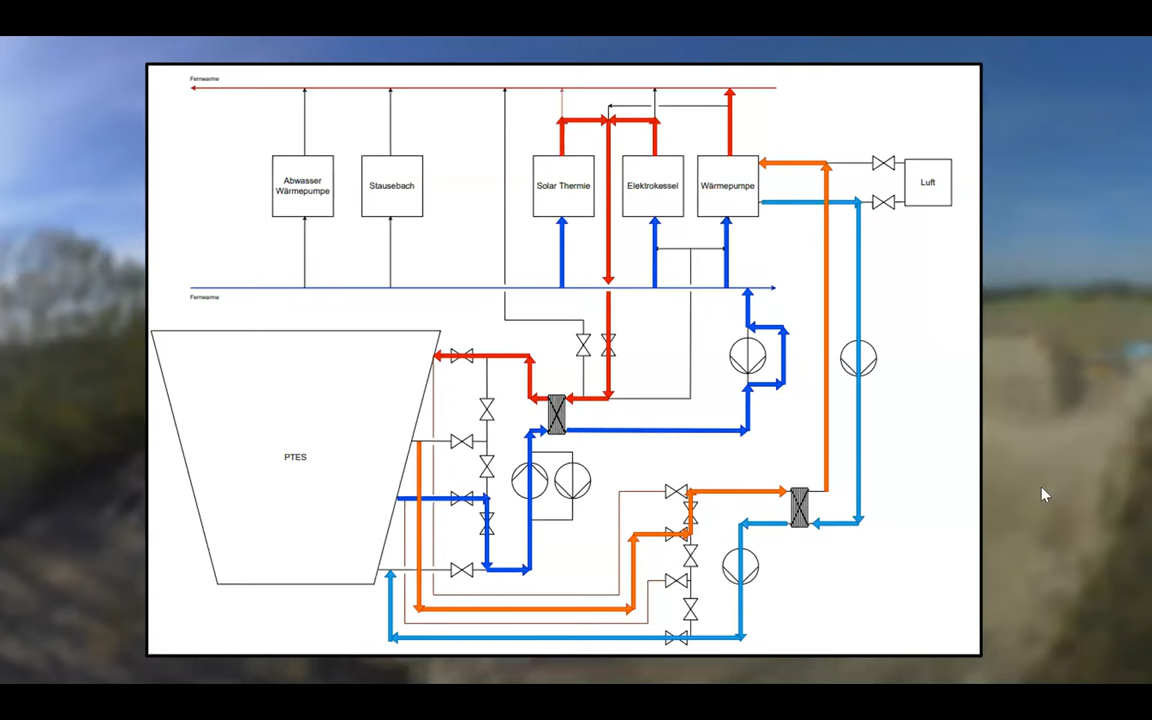 Fernwärme
Abwasser
Wärmepumpe
Stausebach
Solar Thermie
Elektrokessel
Wärmepumpe
Luft
Fernwärme
PTES